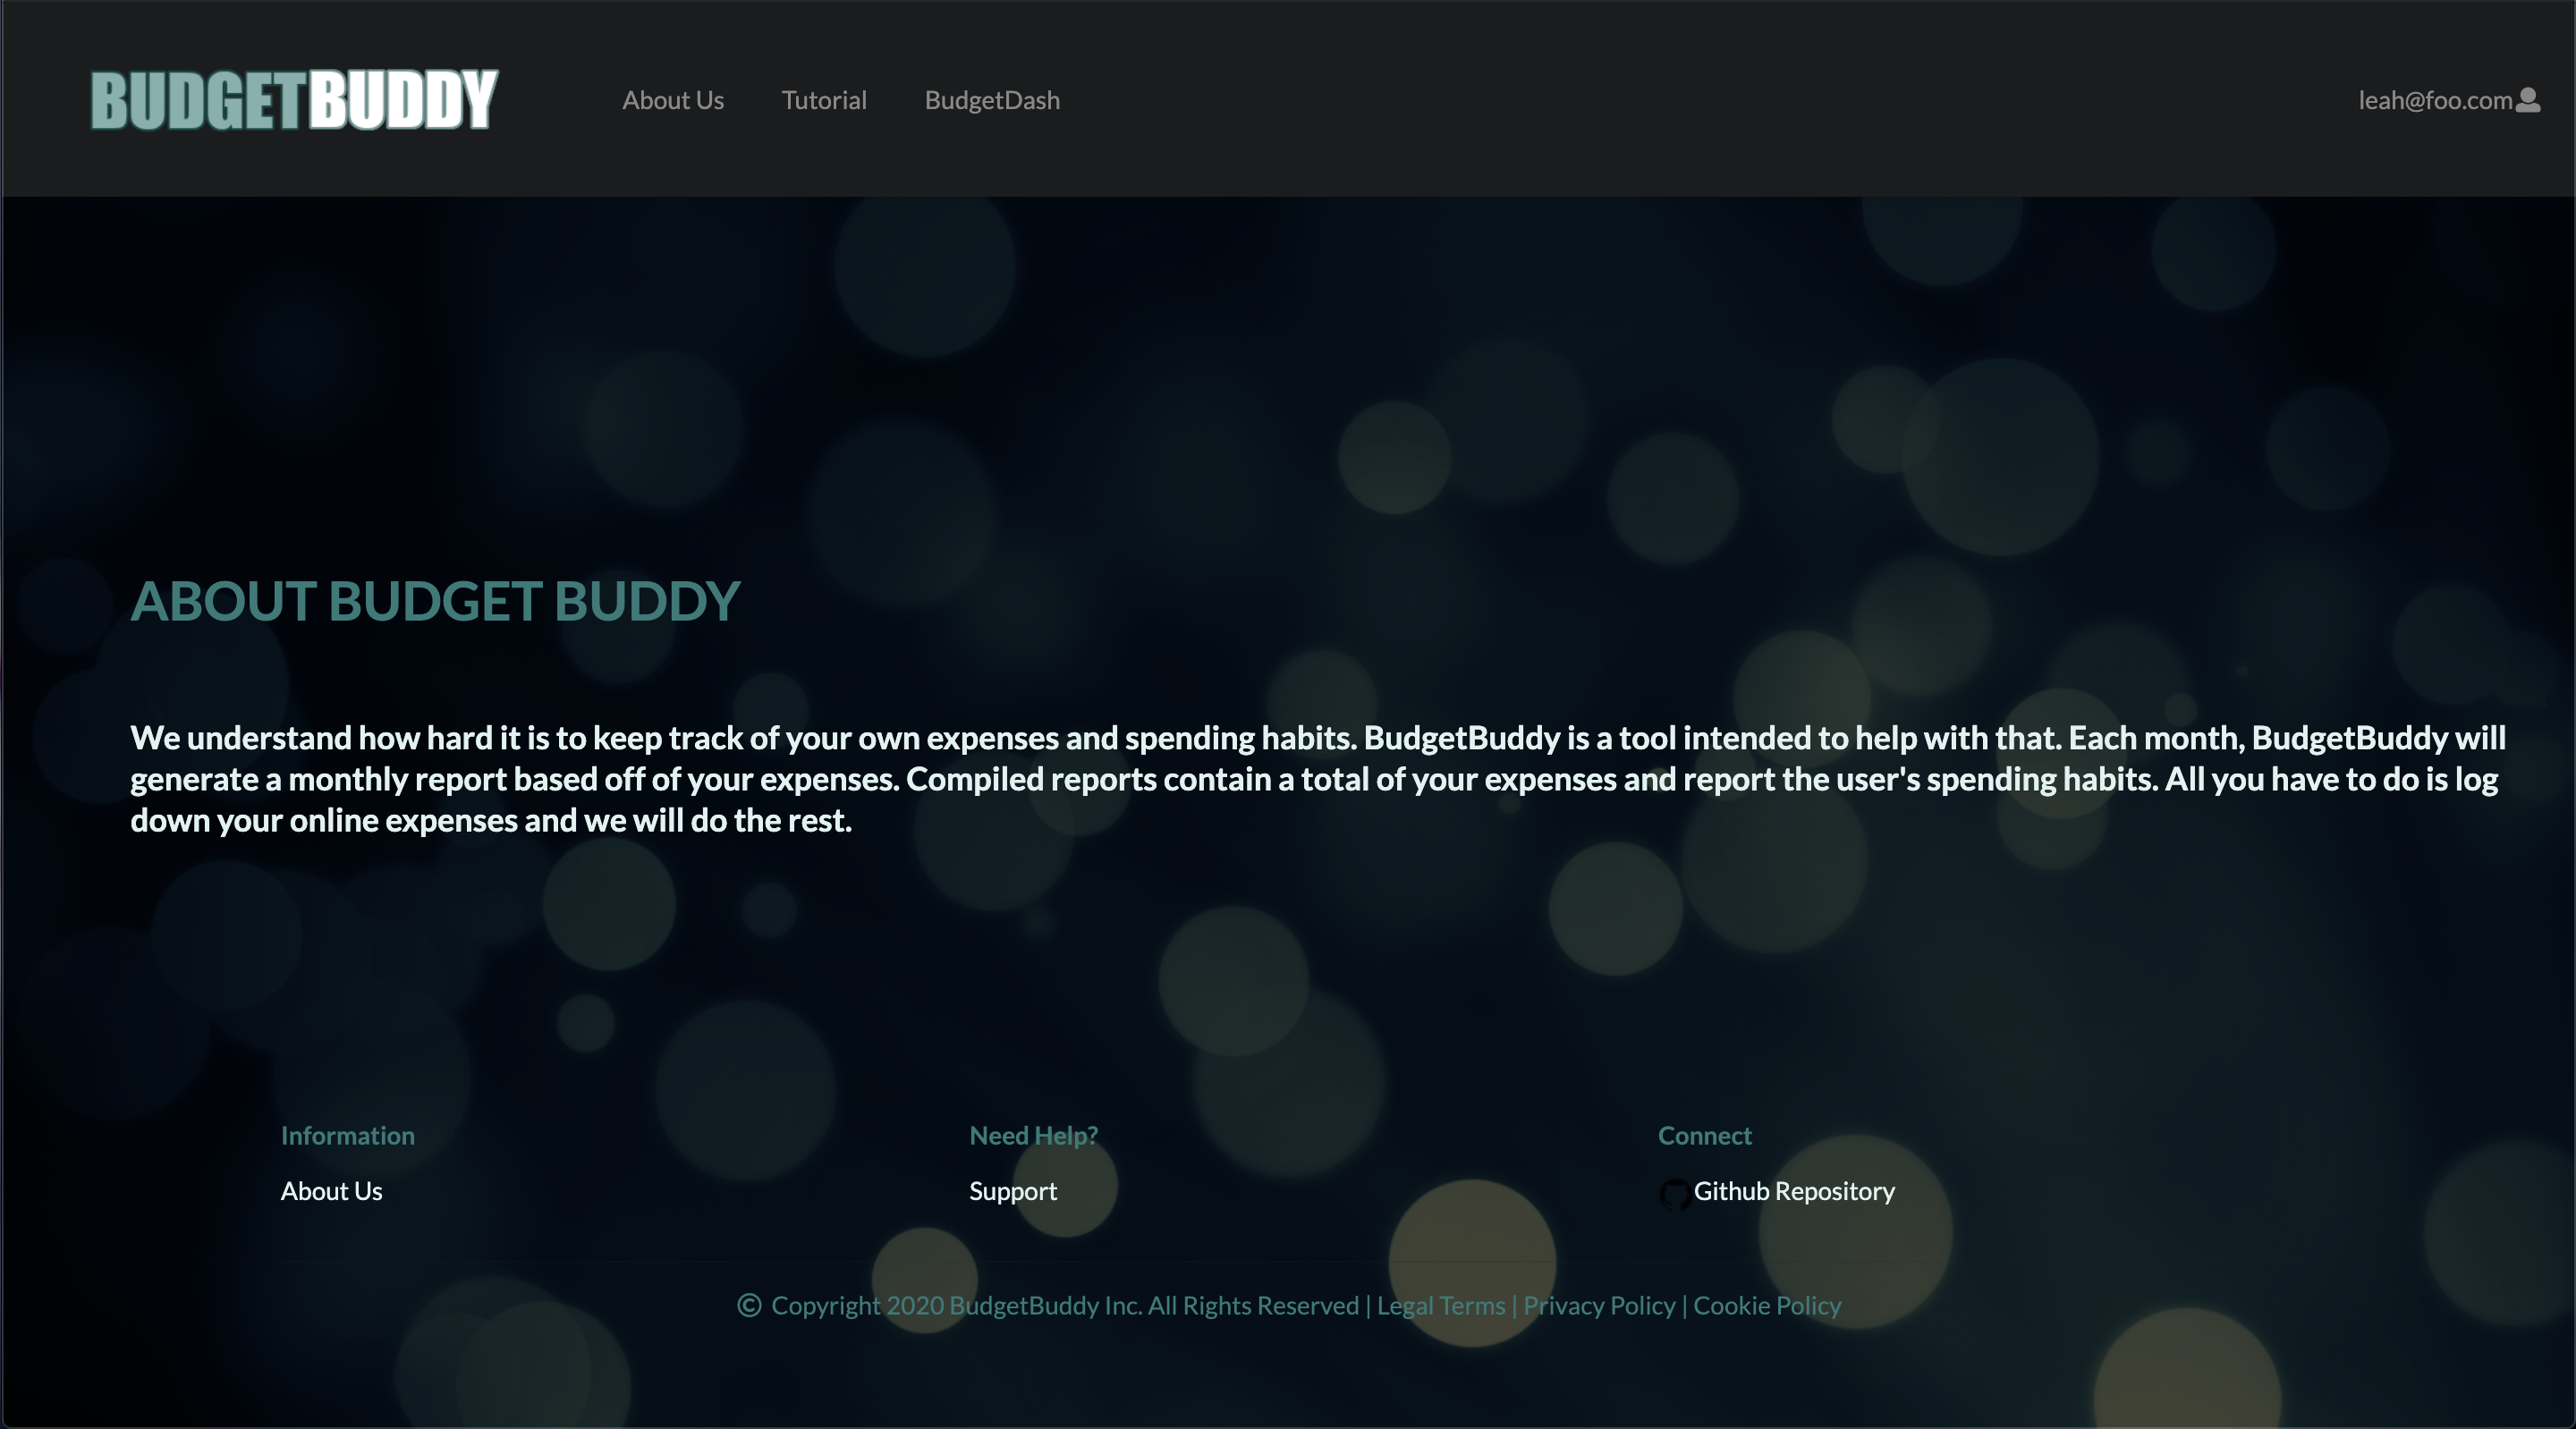 BUDGETBUDDY About Us Tutorial BudgetDash leah@foo.com
ABOUT BUDGET BUDDY
We understand how hard it is to keep track of your own expenses and spending habits. BudgetBuddy is a tool intended to help with that. Each month, BudgetBuddy will
generate a monthly report based off of your expenses. Compiled reports contain a total of your expenses and report the user's spending habits. All you have to do is log
down your online expenses and we will do the rest.
Information Need Help? Connect
About Us Support Github Repository
© Copyright 2020 BudgetBuddy Inc. All Rights Reserved | Legal Terms | Privacy Policy | Cookie Policy